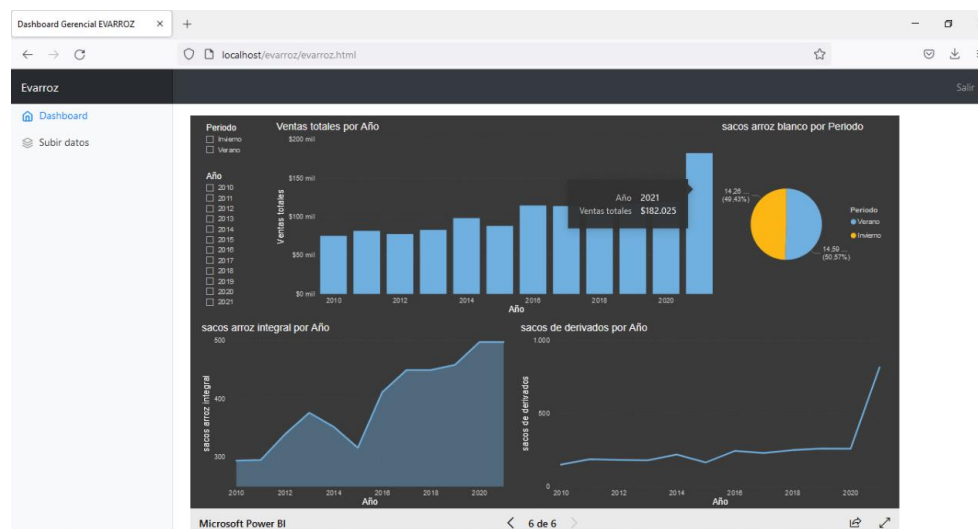 Dashboard Gerencial EVARROZ
localhost/evarroz/evarroz.html
Evarroz
Salir
Dashboard
Subir datos
Periodo
Invierno
Verano
Año
2010
2011
2012
2013
2014
2015
2016
2017
2018
2019
2020
2021
Ventas totales por Año
Ventas totales
$200 mil
$150 mil
$100 mil
$50 mil
$0 mil
2010 2012 2014 2016 2018 2020
Año
Año 2021
Ventas totales $182.025
sacos arroz blanco por Periodo
14.26 ...
(49,43%)
14.59 ...
(50,57%)
Periodo
Verano
Invierno
sacos arroz integral por Año
sacos arroz integral
500
400
300
2010 2012 2014 2016 2018 2020
Año
sacos de derivados por Año
sacos de derivados
1.000
500
0
2010 2012 2014 2016 2018 2020
Año
Microsoft Power BI
6 de 6